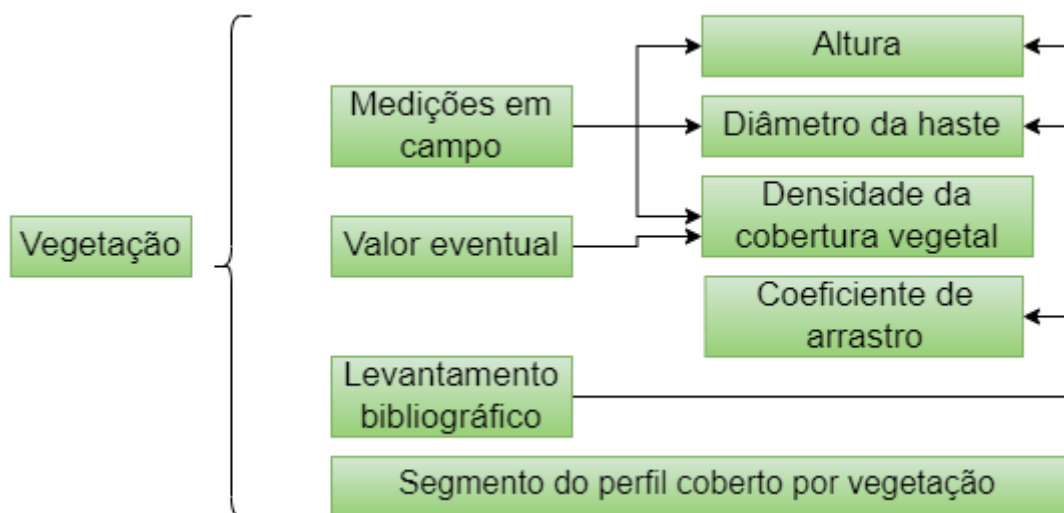 Vegetação
Medições em
campo
Valor eventual
Levantamento
bibliográfico
Altura
Diâmetro da haste
Densidade da
cobertura vegetal
Coeficiente de
arrastro
Segmento do perfil coberto por vegetação